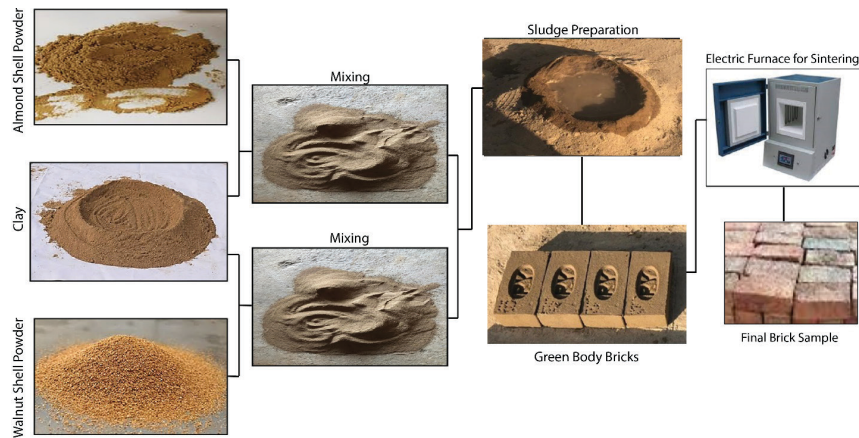 Almond Shell Powder
Clay
Walnut Shell Powder
Mixing
Mixing
Sludge Preparation
Green Body Bricks
Electric Furnace for Sintering
Final Brick Sample